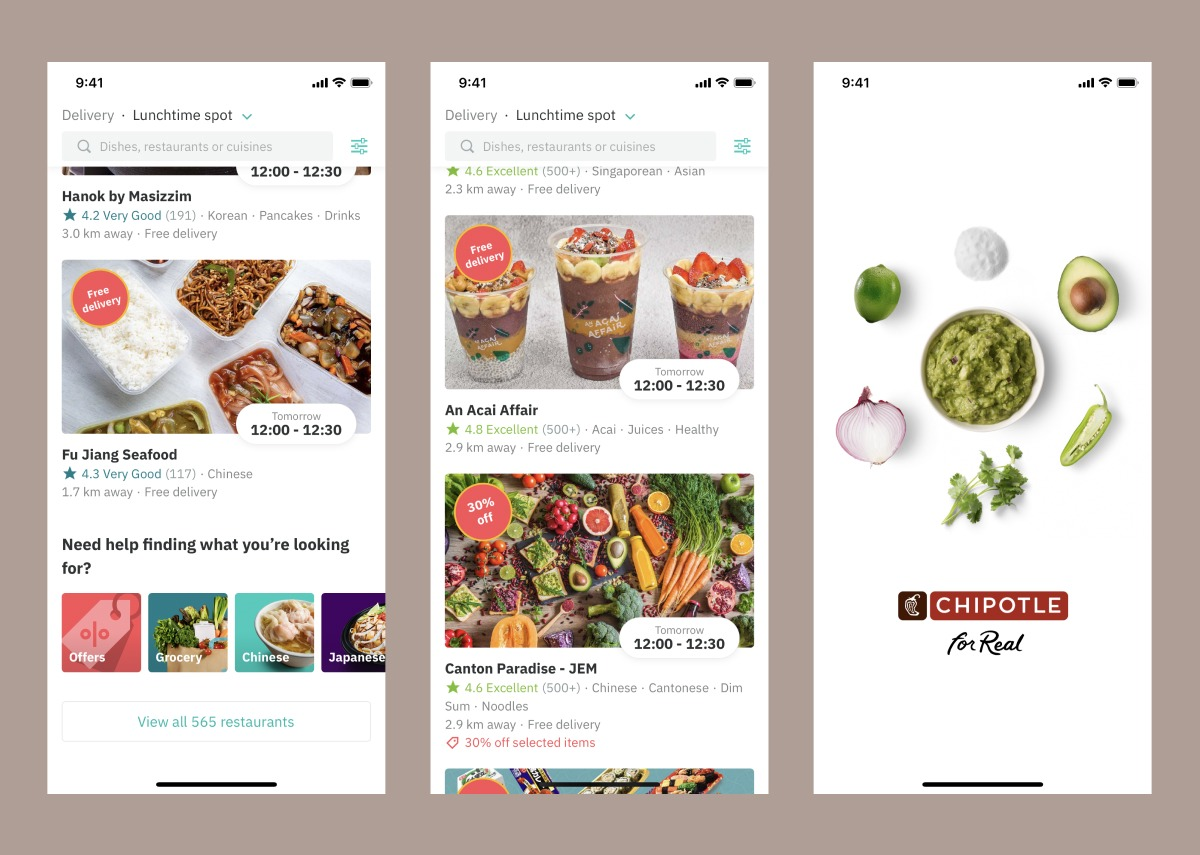 9:41
Delivery · Lunchtime spot
Dishes, restaurants or cuisines
12:00 - 12:30
Hanok by Masizzim
4.2 Very Good (191) · Korean · Pancakes · Drinks
3.0 km away · Free delivery
Free
delivery
Tomorrow
12:00 - 12:30
Fu Jiang Seafood
4.3 Very Good (117) · Chinese
1.7 km away · Free delivery
Need help finding what you’re looking
for?
Offers
Grocery
Chinese
Japanese
View all 565 restaurants
9:41
Delivery · Lunchtime spot
Dishes, restaurants or cuisines
4.6 Excellent (500+) · Singaporean · Asian
2.3 km away · Free delivery
Free
delivery
AN ACAI
AFFAIR
AN ACAI
AFFAIR
AN ACAI
AFFAIR
Tomorrow
12:00 - 12:30
An Acai Affair
4.8 Excellent (500+) · Acai · Juices · Healthy
2.9 km away · Free delivery
30%
off
Tomorrow
12:00 - 12:30
Canton Paradise - JEM
4.6 Excellent (500+) · Chinese · Cantonese · Dim
Sum · Noodles
2.9 km away · Free delivery
30% off selected items
9:41
CHIPOTLE
for Real